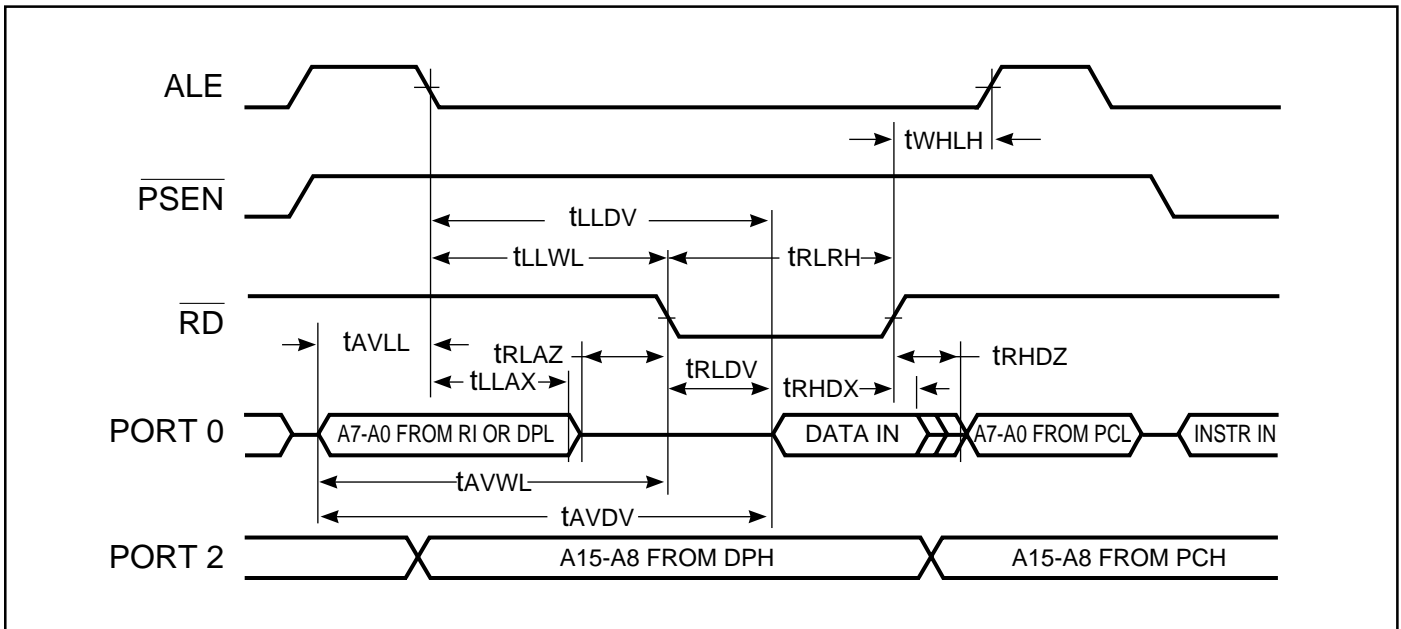 ALE
tWHLH
PSEN
tLLDV
tLLWL
tRLRH
RD
tAVLL
tRLAZ
tRLDV
tRHDZ
tLLAX
tRHDX
PORT 0
A7-A0 FROM RI OR DPL
DATA IN
A7-A0 FROM PCL
INSTR IN
tAVWL
tAVDV
PORT 2
A15-A8 FROM DPH
A15-A8 FROM PCH